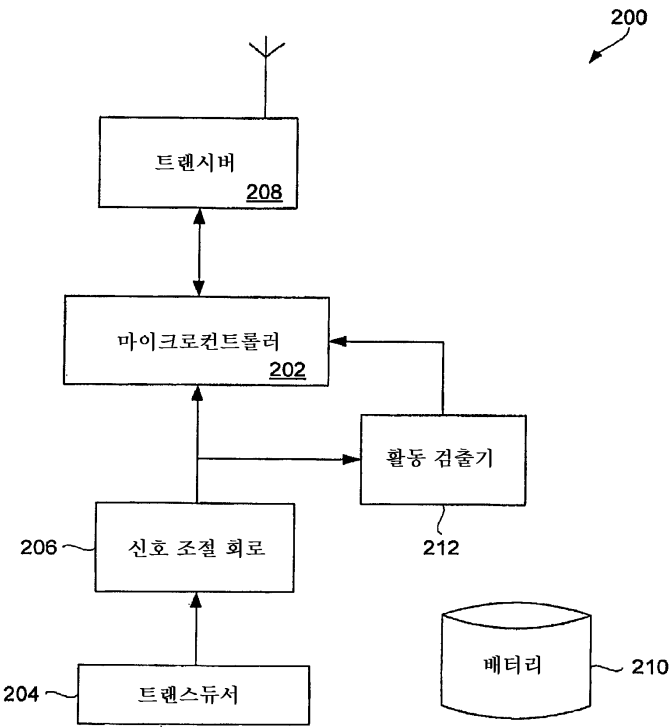 200
트랜시버
208
마이크로컨트롤러
202
활동 검출기
212
206
신호 조절 회로
204
트랜스듀서
배터리
210